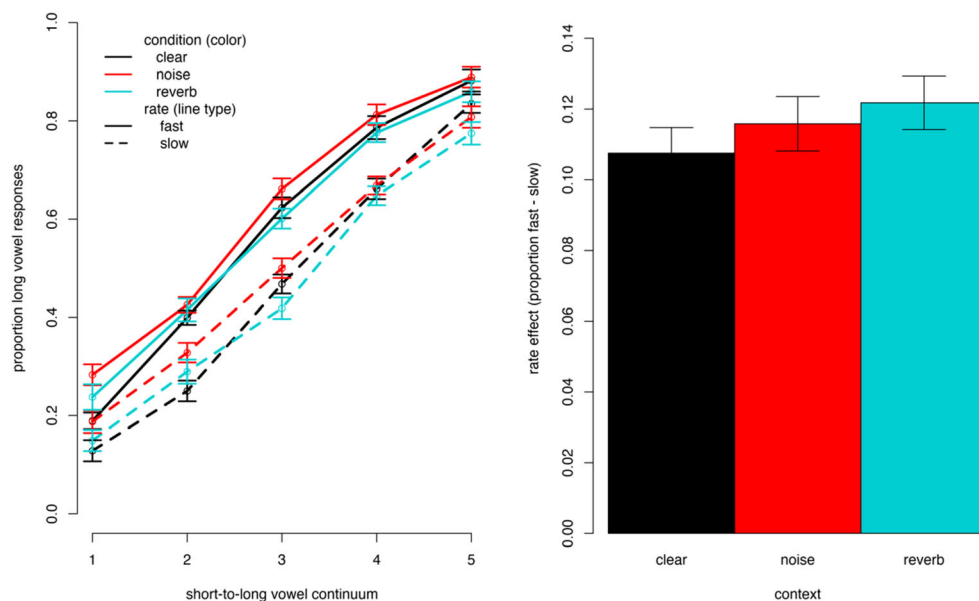 proportion long vowel responses
1.0
0.8
0.6
0.4
0.2
0.0
condition (color)
clear
noise
reverb
rate (line type)
fast
slow
1 2 3 4 5
short-to-long vowel continuum
rate effect (proportion fast - slow)
0.14
0.12
0.10
0.08
0.06
0.04
0.02
0.00
clear noise reverb
context